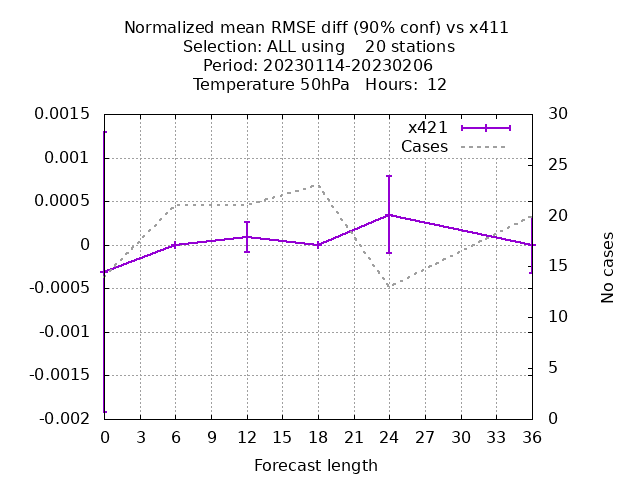 Normalized mean RMSE diff (90% conf) vs x411
Selection: ALL using    20 stations
Period: 20230114-20230206
Temperature 50hPa   Hours:  12
0.0015
0.001
0.0005
0
-0.0005
-0.001
-0.0015
-0.002
x421
Cases
30
25
20
15
10
5
0
No cases
0 3 6 9 12 15 18 21 24 27 30 33 36
Forecast length